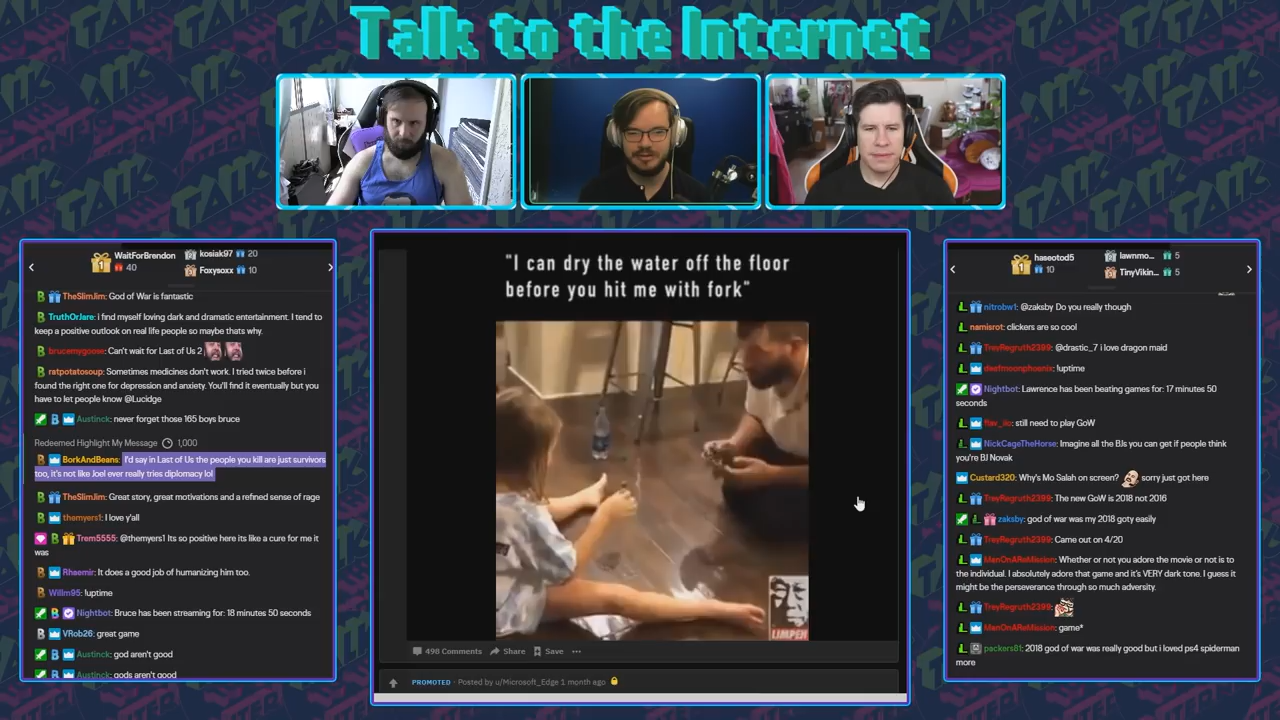 Talk to the Internet
WaitForBrendon
40
kosiak97 20
Foxysoxx 10
TheSlimJim: God of War is fantastic
TruthOrJare: i find myself loving dark and dramatic entertainment. I tend to
keep a positive outlook on real life people so maybe thats why.
brucemygoose: Can't wait for Last of Us 2
ratpotatosoup: Sometimes medicines don't work. I tried twice before i
found the right one for depression and anxiety. You'll find it eventually but you
have to let people know @Lucidge
Austinck: never forget those 165 boys bruce
Redeemed Highlight My Message 1,000
BorkAndBeans: I'd say in Last of Us the people you kill are just survivors
too, it's not like Joel ever really tries diplomacy lol
TheSlimJim: Great story, great motivations and a refined sense of rage
themyers1: I love y'all
Trem5555: @themyers1 Its so positive here its like a cure for me it
was
Rhaemir: It does a good job of humanizing him too.
Willm95: !uptime
Nightbot: Bruce has been streaming for: 18 minutes 50 seconds
VRob26: great game
Austinck: god aren't good
Austinck: gods aren't good
"I can dry the water off the floor
before you hit me with fork"
LIMPEH
498 Comments Share Save
PROMOTED · Posted by u/Microsoft_Edge 1 month ago
haseotod5
10
lawnmo... 5
TinyVikin... 5
nitrobw1: @zaksby Do you really though
namisrot: clickers are so cool
TreyRegruth2399: @drastic_7 i love dragon maid
deefmoonphoenix: !uptime
Nightbot: Lawrence has been beating games for: 17 minutes 50
seconds
still need to play GoW
NickCageTheHorse: Imagine all the BJs you can get if people think
you're BJ Novak
Custard320: Why's Mo Salah on screen? sorry just got here
TreyRegruth2399: The new GoW is 2018 not 2016
zaksby: god of war was my 2018 goty easily
TreyRegruth2399: Came out on 4/20
ManOnAReMission: Whether or not you adore the movie or not is to
the individual. I absolutely adore that game and it's VERY dark tone. I guess it
might be the perseverance through so much adversity.
TreyRegruth2399:
ManOnAReMission: game*
packers81: 2018 god of war was really good but i loved ps4 spiderman
more